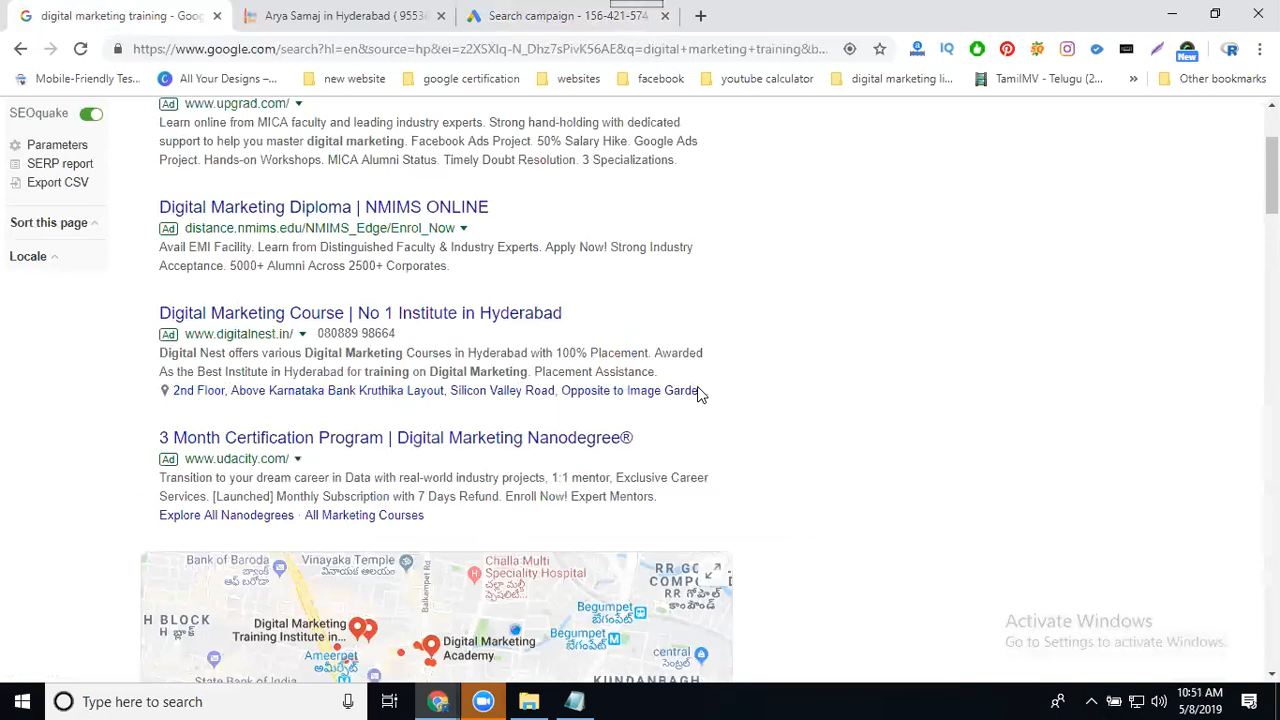 digital marketing training - Goo
Arya Samaj in Hyderabad ( 95536
Search campaign - 156-421-574
https://www.google.com/search?hl=en&source=hp&ei=z2XSXIq-N_Dhz7sPivK56AE&q=digital+marketing+training&b...
New
Mobile-Friendly Tes...
All Your Designs –...
new website
google certification
websites
facebook
youtube calculator
digital marketing li...
TamilMV - Telugu (2...
Other bookmarks
SEOquake
Parameters
SERP report
Export CSV
Sort this page
Locale
Ad www.upgrad.com/
Learn online from MICA faculty and leading industry experts. Strong hand-holding with dedicated
support to help you master digital marketing. Facebook Ads Project. 50% Salary Hike. Google Ads
Project. Hands-on Workshops. MICA Alumni Status. Timely Doubt Resolution. 3 Specializations.
Digital Marketing Diploma | NMIMS ONLINE
Ad distance.nmims.edu/NMIMS_Edge/Enrol_Now
Avail EMI Facility. Learn from Distinguished Faculty & Industry Experts. Apply Now! Strong Industry
Acceptance. 5000+ Alumni Across 2500+ Corporates.
Digital Marketing Course | No 1 Institute in Hyderabad
Ad www.digitalnest.in/ 080889 98664
Digital Nest offers various Digital Marketing Courses in Hyderabad with 100% Placement. Awarded
As the Best Institute in Hyderabad for training on Digital Marketing. Placement Assistance.
2nd Floor, Above Karnataka Bank Kruthika Layout, Silicon Valley Road, Opposite to Image Garde
3 Month Certification Program | Digital Marketing Nanodegree®
Ad www.udacity.com/
Transition to your dream career in Data with real-world industry projects, 1:1 mentor, Exclusive Career
Services. [Launched] Monthly Subscription with 7 Days Refund. Enroll Now! Expert Mentors.
Explore All Nanodegrees · All Marketing Courses
Bank of Baroda
బ్యాంక్
Vinayaka Temple
Balkampet Rd
Challa Multi
Speciality Hospital
H BLOCK
హెచ్ బ్లాక్
Digital Marketing
Training Institute in...
Ameerpet
అమీర్‌పేట్
State Bank of India
Digital Marketing
Academy
Begumpet
బేగంపేట్
Begumpet
బేగంపేట్
central
సెంట్రల్
KUNDANBAGH
Activate Windows
Go to Settings to activate Windows.
Type here to search
10:51 AM
5/8/2019